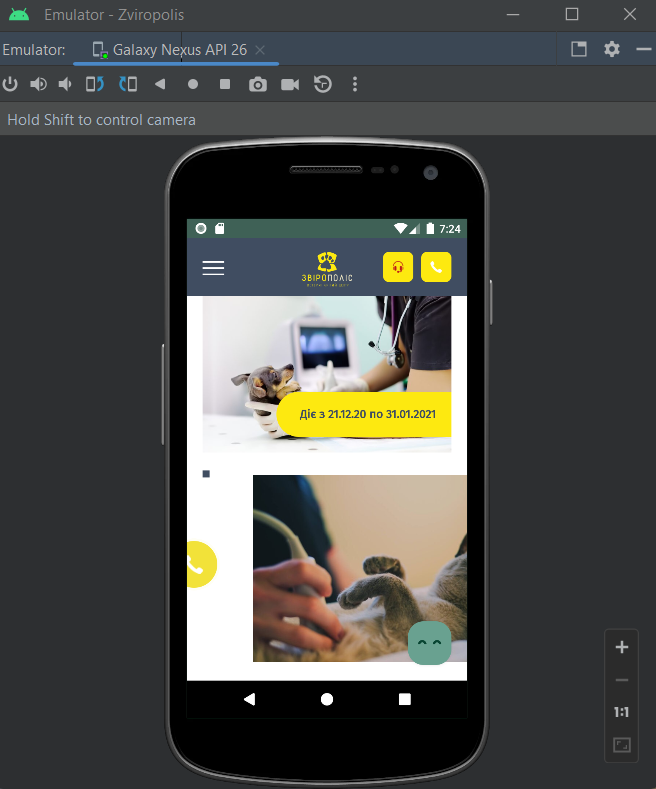 Emulator - Zviropolis
Emulator:
Galaxy Nexus API 26
Hold Shift to control camera
7:24
ЗВІРОПОЛІС
Діє з 21.12.20 по 31.01.2021
1:1